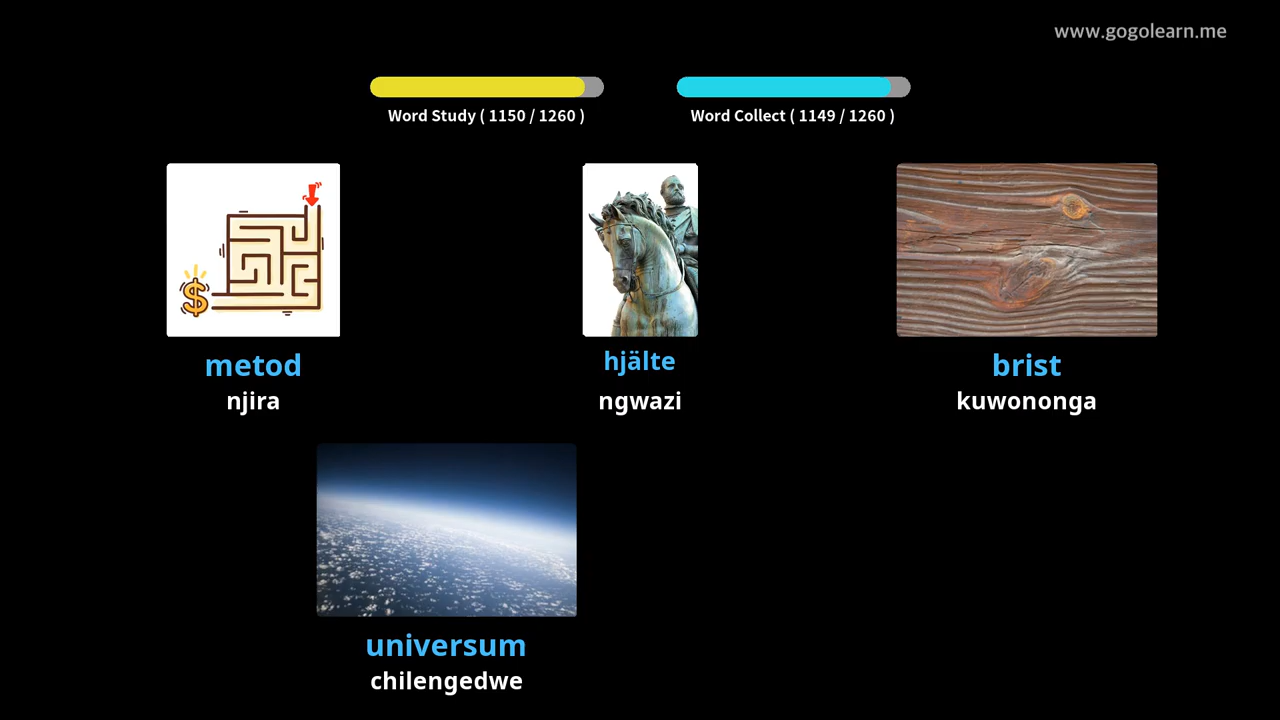 www.gogolearn.me
Word Study ( 1150 / 1260 )
Word Collect ( 1149 / 1260 )
metod
njira
hjälte
ngwazi
brist
kuwononga
universum
chilengedwe